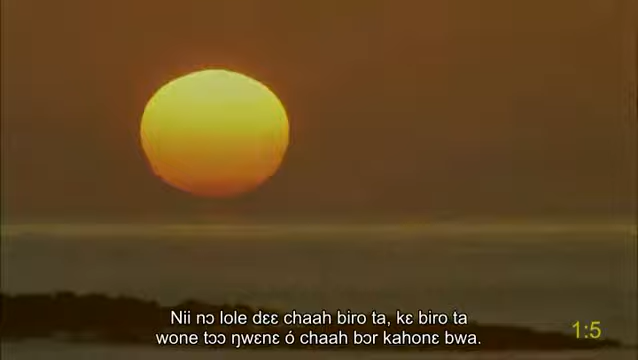 Nii nɔ lole dɛɛ chaah biro ta, kɛ biro ta
wone tɔɔ ŋwɛnɛ ó chaah bɔr kahonɛ bwa.
1:5